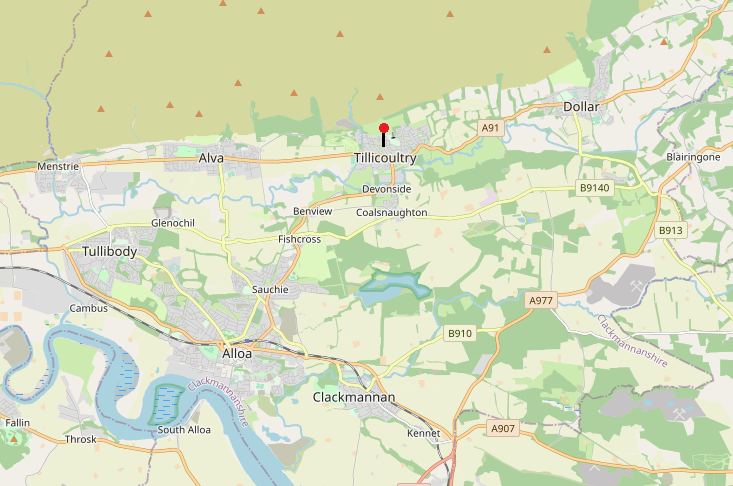 Dollar
A91
Tillicoultry
Alva
Blairingone
Menstrie
Devonside
B9140
Benview
Coalsnaughton
Glenochil
B913
Fishcross
Tullibody
Sauchie
A977
Cambus
B910
Clackmannanshire
Alloa
Clackmannanshire
Clackmannan
Fallin
South Alloa
A907
Kennet
Throsk